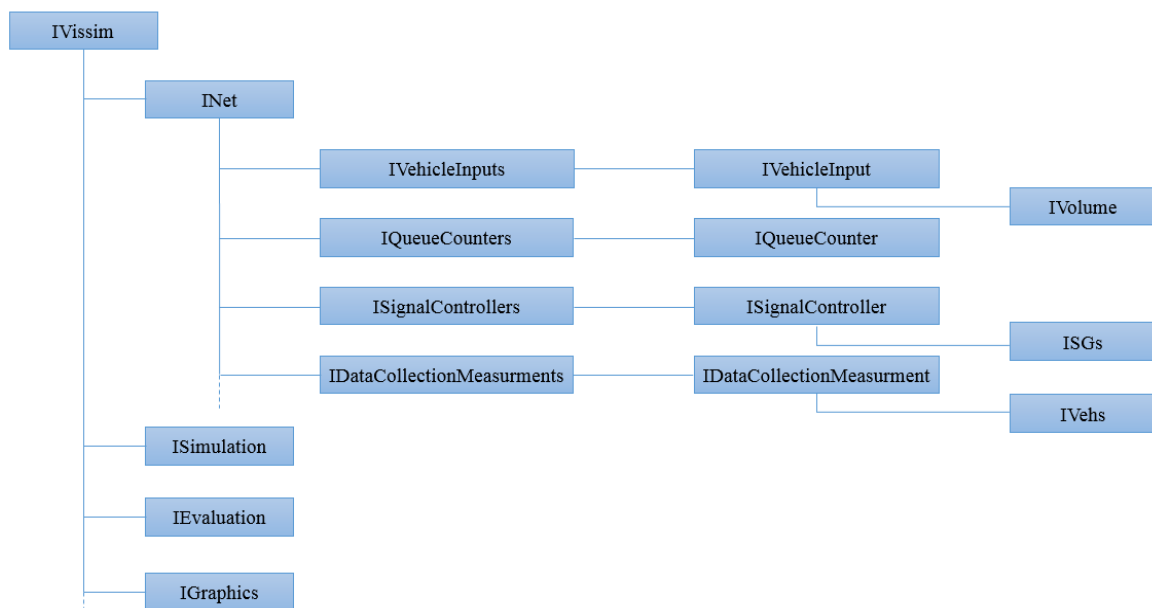 IVissim
INet
IVehicleInputs
IVehicleInput
IVolume
IQueueCounters
IQueueCounter
ISignalControllers
ISignalController
ISGs
IDataCollectionMeasurments
IDataCollectionMeasurment
IVehs
ISimulation
IEvaluation
IGraphics